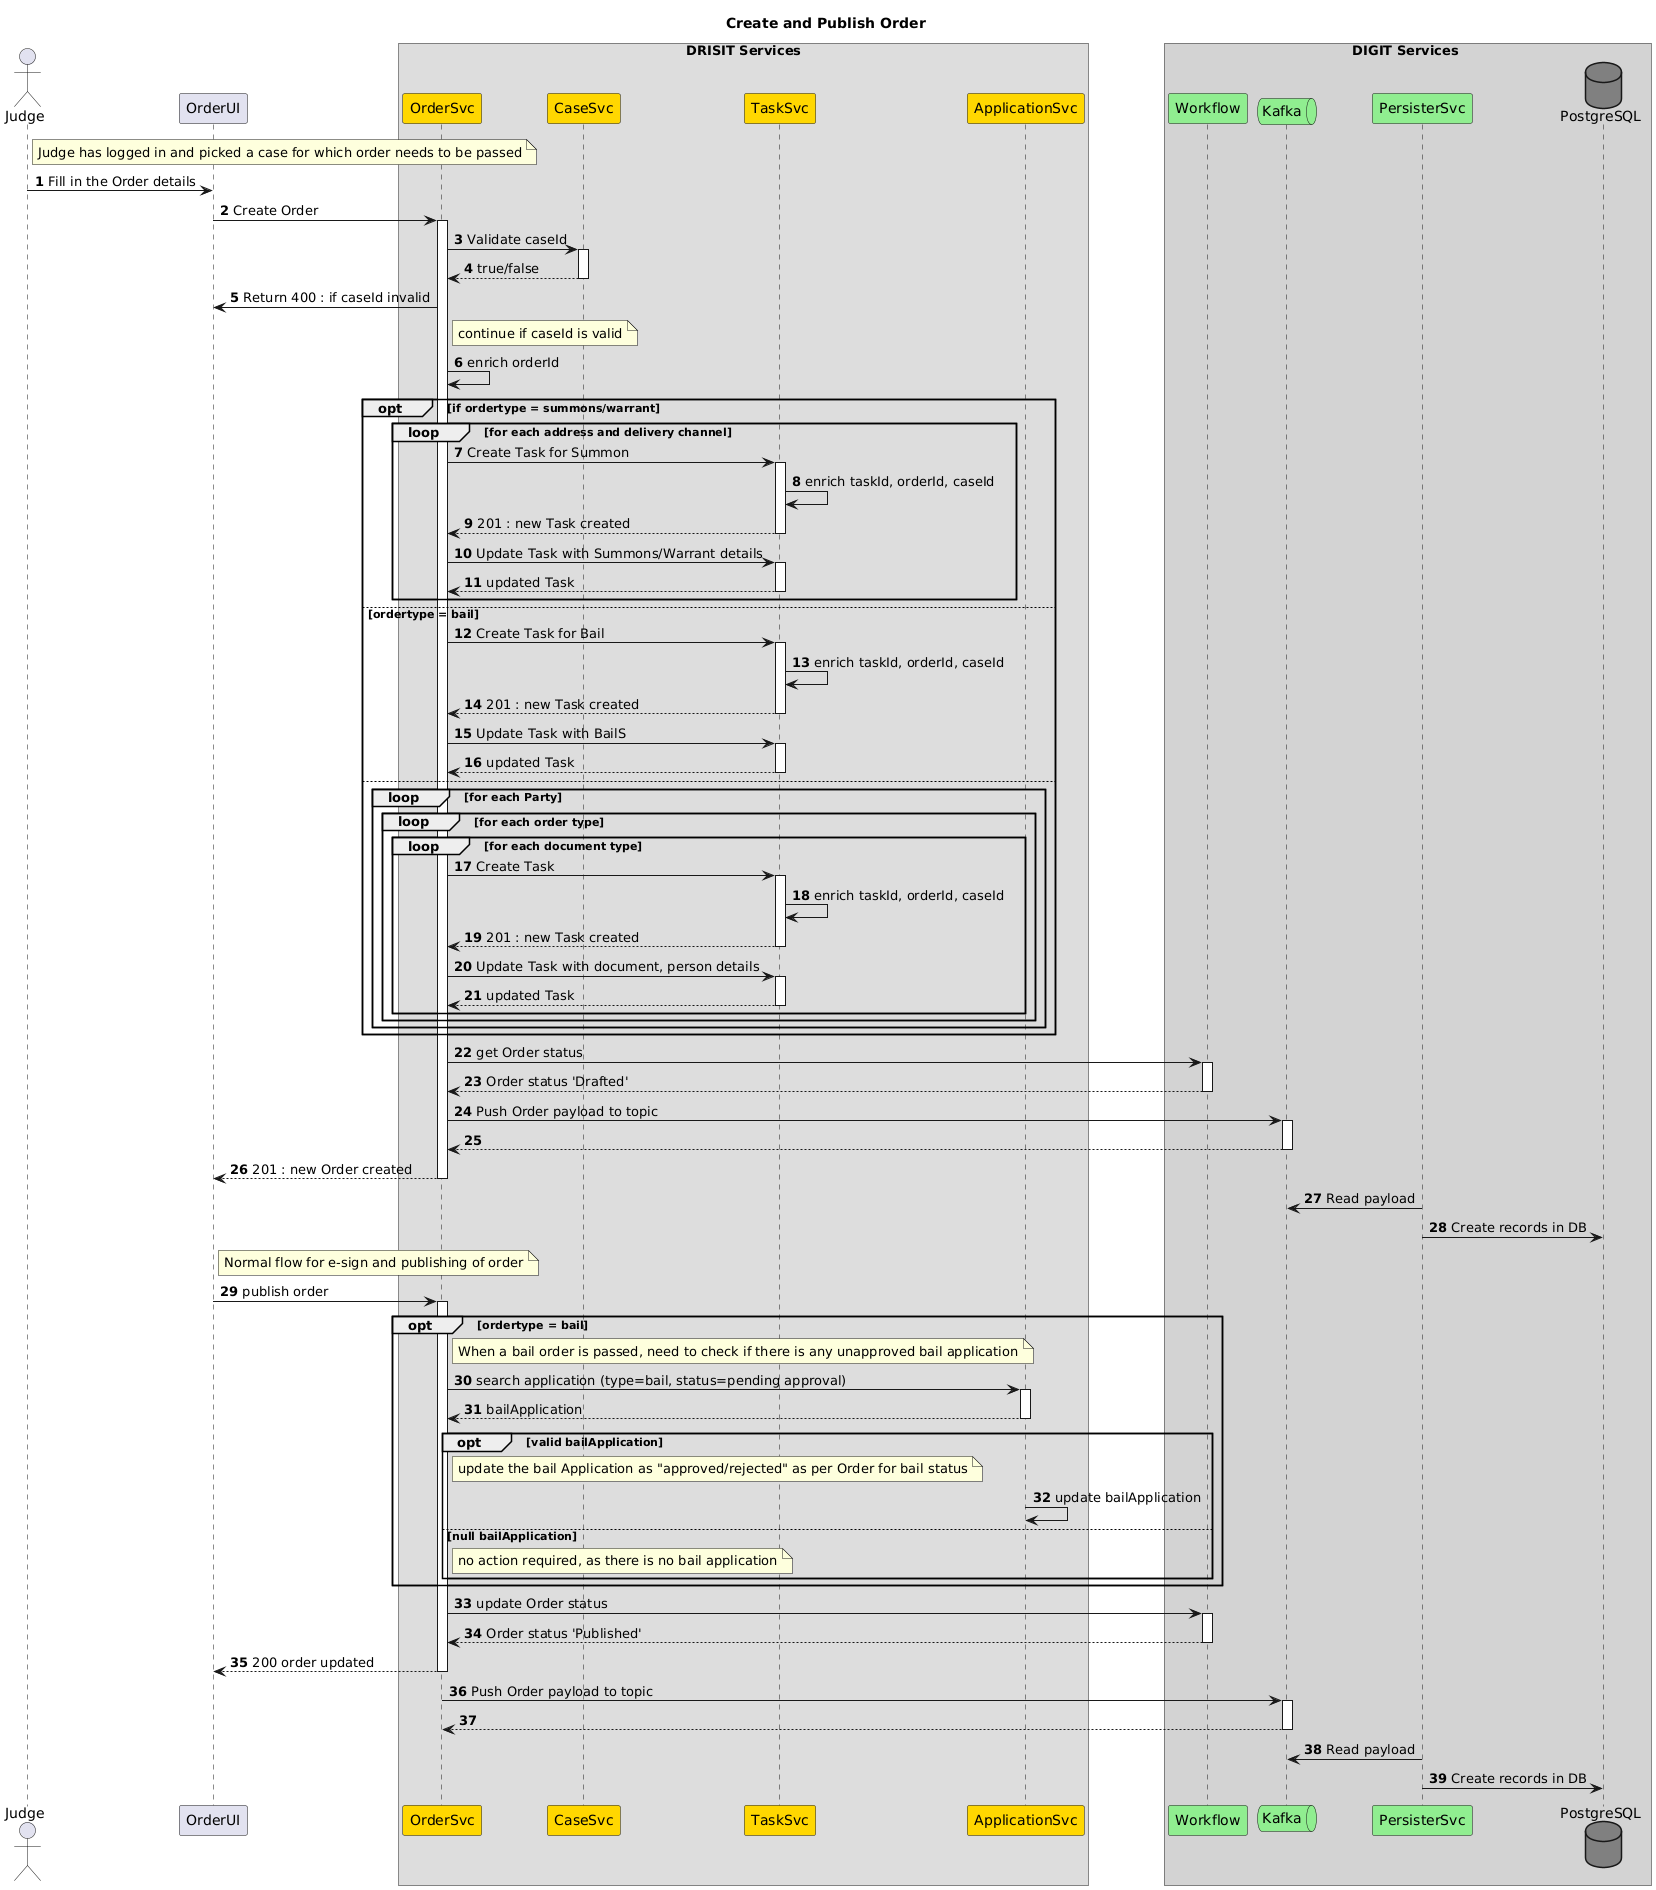 Create and Publish Order
DRISIT Services
DIGIT Services
Judge
OrderUI
OrderSvc
CaseSvc
TaskSvc
ApplicationSvc
Workflow
Kafka
PersisterSvc
PostgreSQL
Judge has logged in and picked a case for which order needs to be passed
1 Fill in the Order details
2 Create Order
3 Validate caseId
4 true/false
5 Return 400 : if caseId invalid
continue if caseId is valid
6 enrich orderId
opt [if ordertype = summons/warrant]
loop [for each address and delivery channel]
7 Create Task for Summon
8 enrich taskId, orderId, caseId
9 201 : new Task created
10 Update Task with Summons/Warrant details
11 updated Task
[ordertype = bail]
12 Create Task for Bail
13 enrich taskId, orderId, caseId
14 201 : new Task created
15 Update Task with BailS
16 updated Task
loop [for each Party]
loop [for each order type]
loop [for each document type]
17 Create Task
18 enrich taskId, orderId, caseId
19 201 : new Task created
20 Update Task with document, person details
21 updated Task
22 get Order status
23 Order status 'Drafted'
24 Push Order payload to topic
25
26 201 : new Order created
27 Read payload
28 Create records in DB
Normal flow for e-sign and publishing of order
29 publish order
opt [ordertype = bail]
When a bail order is passed, need to check if there is any unapproved bail application
30 search application (type=bail, status=pending approval)
31 bailApplication
opt [valid bailApplication]
update the bail Application as "approved/rejected" as per Order for bail status
32 update bailApplication
[null bailApplication]
no action required, as there is no bail application
33 update Order status
34 Order status 'Published'
35 200 order updated
36 Push Order payload to topic
37
38 Read payload
39 Create records in DB
Judge
OrderUI
OrderSvc
CaseSvc
TaskSvc
ApplicationSvc
Workflow
Kafka
PersisterSvc
PostgreSQL